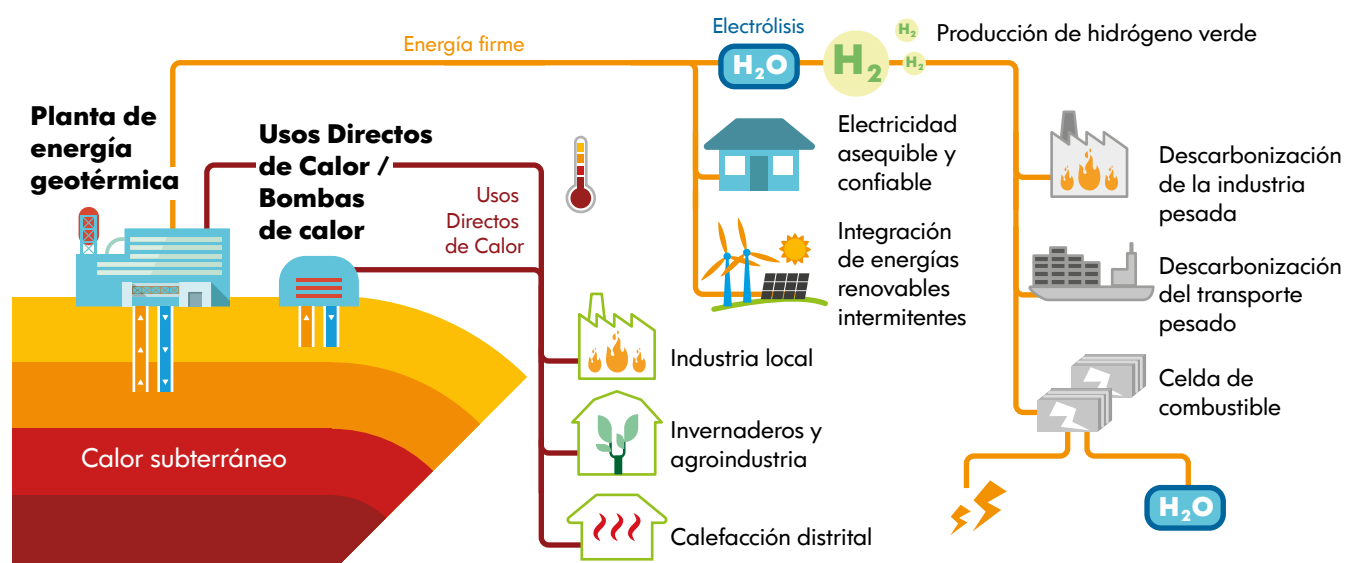 Energía firme
Electrólisis
H₂O
H₂
H₂
H₂
Producción de hidrógeno verde
Planta de
energía
geotérmica
Usos Directos
de Calor /
Bombas
de calor
Usos
Directos
de Calor
Electricidad
asequible y
confiable
Integración
de energías
renovables
intermitentes
Descarbonización
de la industria
pesada
Descarbonización
del transporte
pesado
Celda de
combustible
H₂O
Industria local
Invernaderos y
agroindustria
Calefacción distrital
Calor subterráneo